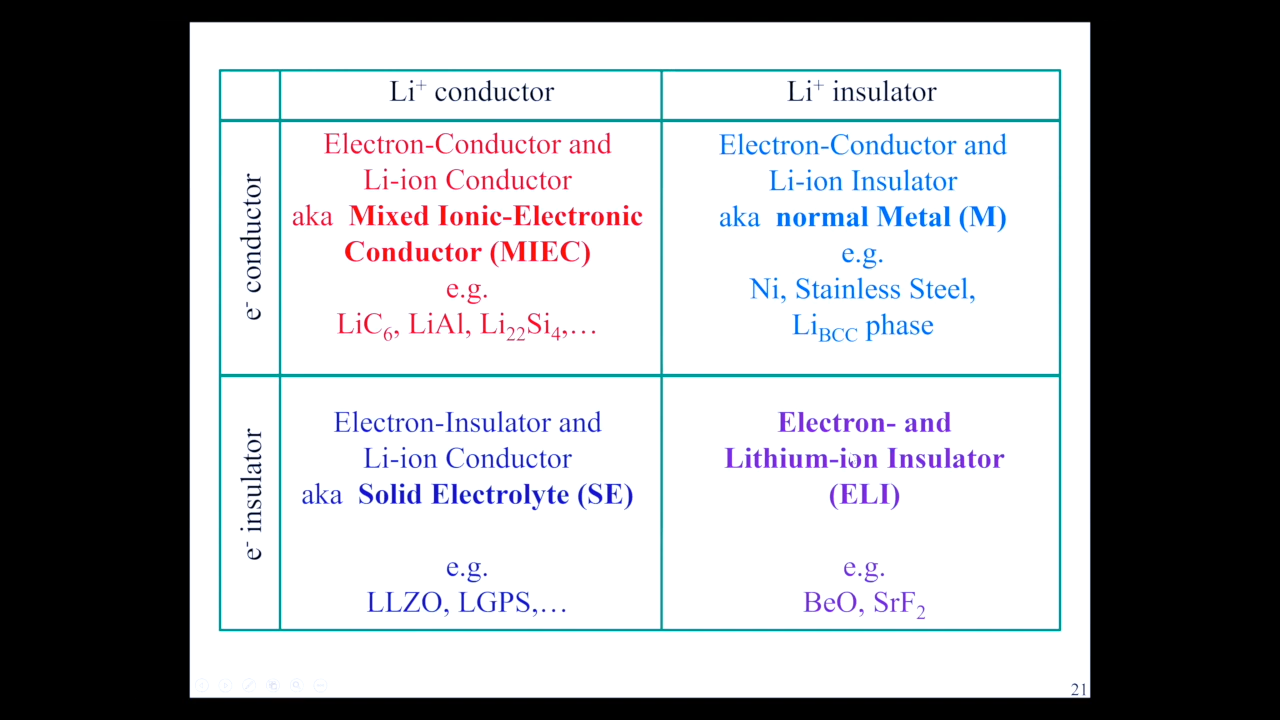 Li⁺ conductor
Li⁺ insulator
e⁻ conductor
Electron-Conductor and
Li-ion Conductor
aka Mixed Ionic-Electronic
Conductor (MIEC)
e.g.
LiC₆, LiAl, Li₂₂Si₄,…
Electron-Conductor and
Li-ion Insulator
aka normal Metal (M)
e.g.
Ni, Stainless Steel,
Li_BCC phase
e⁻ insulator
Electron-Insulator and
Li-ion Conductor
aka Solid Electrolyte (SE)
e.g.
LLZO, LGPS,…
Electron- and
Lithium-ion Insulator
(ELI)
e.g.
BeO, SrF₂
21